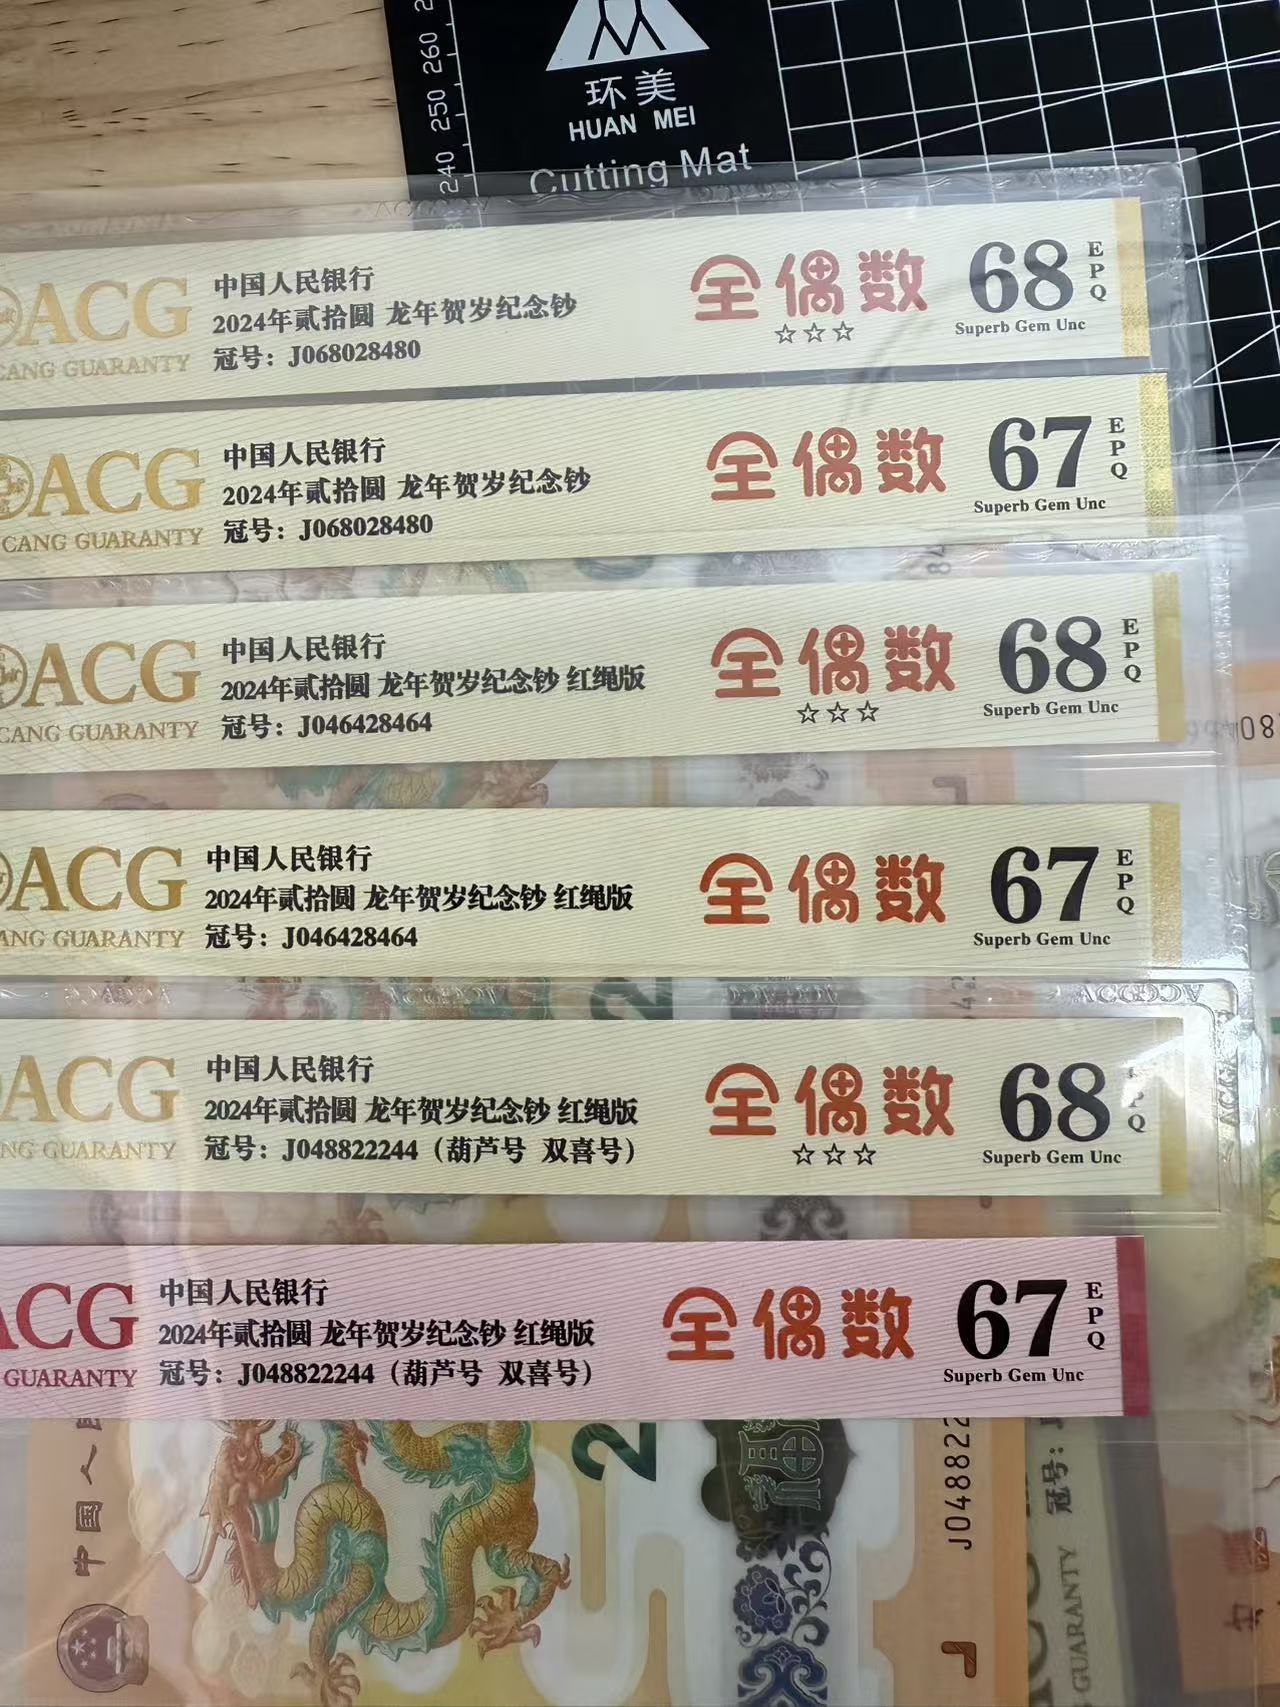 260
250
240
环美
HUAN MEI
Cutting Mat
ACG
CANG GUARANTY
中国人民银行
2024年贰拾圆 龙年贺岁纪念钞
冠号：J068028480
全偶数
☆☆☆
68
EPQ
Superb Gem Unc
ACG
CANG GUARANTY
中国人民银行
2024年贰拾圆 龙年贺岁纪念钞
冠号：J068028480
全偶数
67
EPQ
Superb Gem Unc
ACG
CANG GUARANTY
中国人民银行
2024年贰拾圆 龙年贺岁纪念钞 红绳版
冠号：J046428464
全偶数
☆☆☆
68
EPQ
Superb Gem Unc
ACG
ANG GUARANTY
中国人民银行
2024年贰拾圆 龙年贺岁纪念钞 红绳版
冠号：J046428464
全偶数
67
EPQ
Superb Gem Unc
ACG
NG GUARANTY
中国人民银行
2024年贰拾圆 龙年贺岁纪念钞 红绳版
冠号：J048822244（葫芦号 双喜号）
全偶数
☆☆☆
68
PQ
Superb Gem Unc
ACG
GUARANTY
中国人民银行
2024年贰拾圆 龙年贺岁纪念钞 红绳版
冠号：J048822244（葫芦号 双喜号）
全偶数
67
EPQ
Superb Gem Unc
中国人民
2
J04882
冠号：
GUARANTY